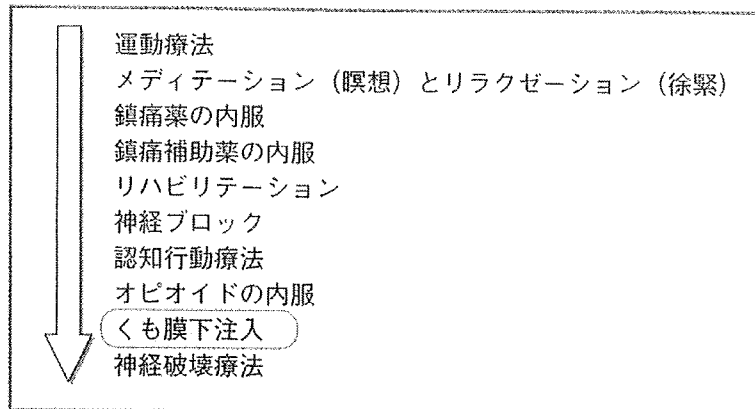 運動療法
メディテーション（瞑想）とリラクゼーション（徐緊）
鎮痛薬の内服
鎮痛補助薬の内服
リハビリテーション
神経ブロック
認知行動療法
オピオイドの内服
くも膜下注入
神経破壊療法